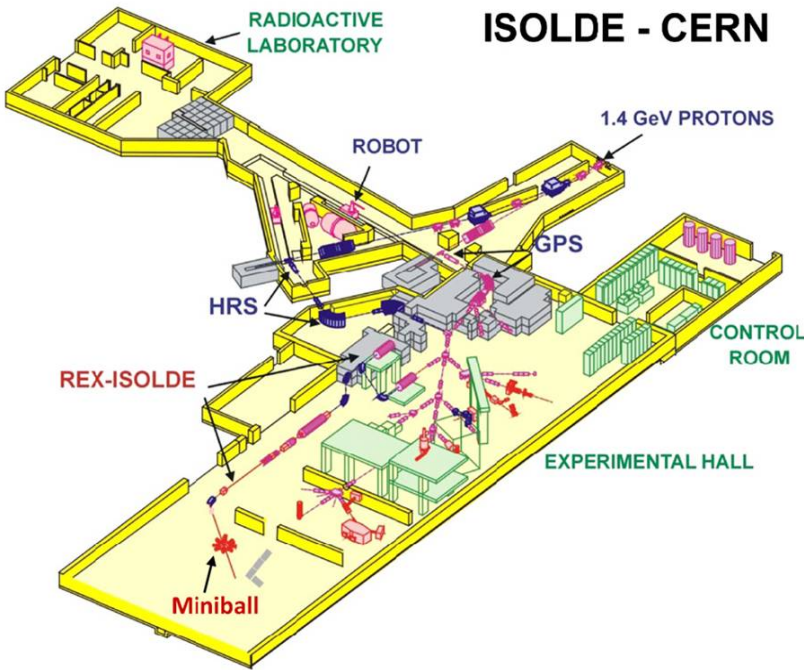 ISOLDE - CERN
RADIOACTIVE
LABORATORY
1.4 GeV PROTONS
ROBOT
GPS
HRS
CONTROL
ROOM
REX-ISOLDE
EXPERIMENTAL HALL
Miniball